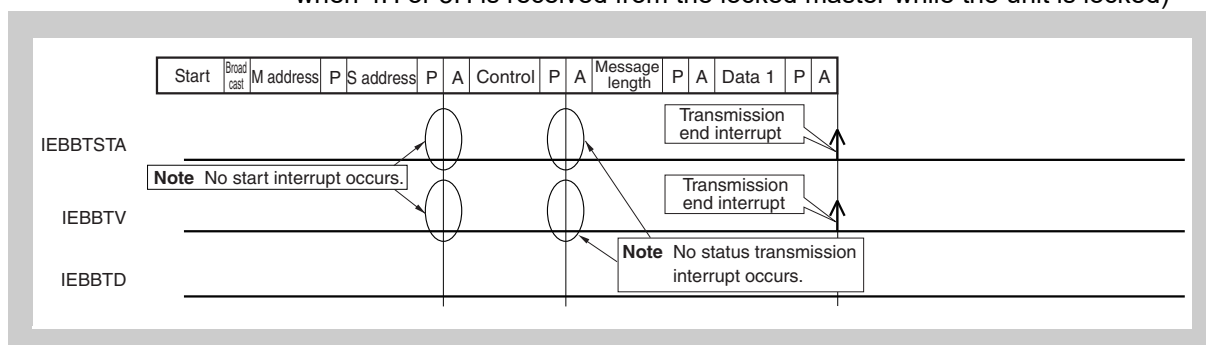 when 4H or 5H is received from the locked master while the unit is locked)
Start Broad cast M address P S address P A Control P A Message length P A Data 1 P A
Transmission
end interrupt
IEBBTSTA
Note No start interrupt occurs.
Transmission
end interrupt
IEBBTV
Note No status transmission
interrupt occurs.
IEBBTD